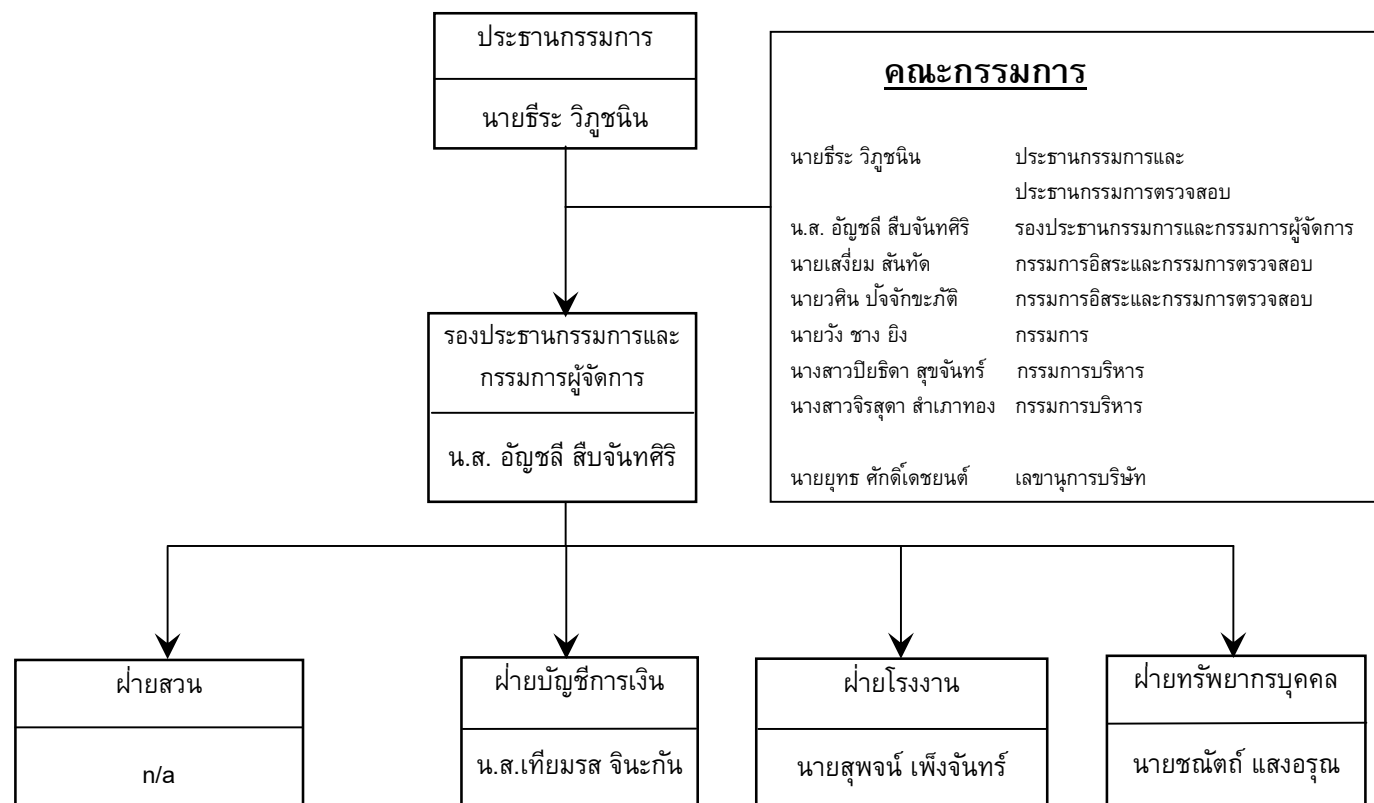 ประธานกรรมการ
นายธีระ วิภูชนิน
คณะกรรมการ
นายธีระ วิภูชนิน ประธานกรรมการและ
ประธานกรรมการตรวจสอบ
น.ส. อัญชลี สืบจันทศิริ รองประธานกรรมการและกรรมการผู้จัดการ
นายเสงี่ยม สันทัด กรรมการอิสระและกรรมการตรวจสอบ
นายวศิน ปัจจักขะภัติ กรรมการอิสระและกรรมการตรวจสอบ
นายวัง ชาง ยิง กรรมการ
นางสาวปิยธิดา สุขจันทร์ กรรมการบริหาร
นางสาวจิรสุดา สำเภาทอง กรรมการบริหาร
นายยุทธ ศักดิ์เดชยนต์ เลขานุการบริษัท
รองประธานกรรมการและ
กรรมการผู้จัดการ
น.ส. อัญชลี สืบจันทศิริ
ฝ่ายสวน
n/a
ฝ่ายบัญชีการเงิน
น.ส.เทียมรส จินะกัน
ฝ่ายโรงงาน
นายสุพจน์ เพ็งจันทร์
ฝ่ายทรัพยากรบุคคล
นายชณัตถ์ แสงอรุณ